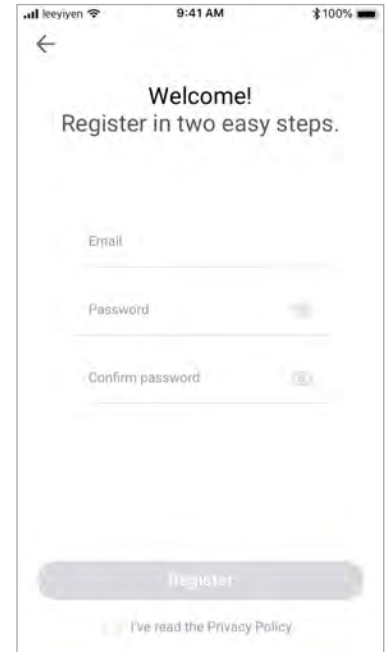 leeyiyen 9:41 AM 100%
Welcome!
Register in two easy steps.
Email
Password
Confirm password
Register
I've read the Privacy Policy